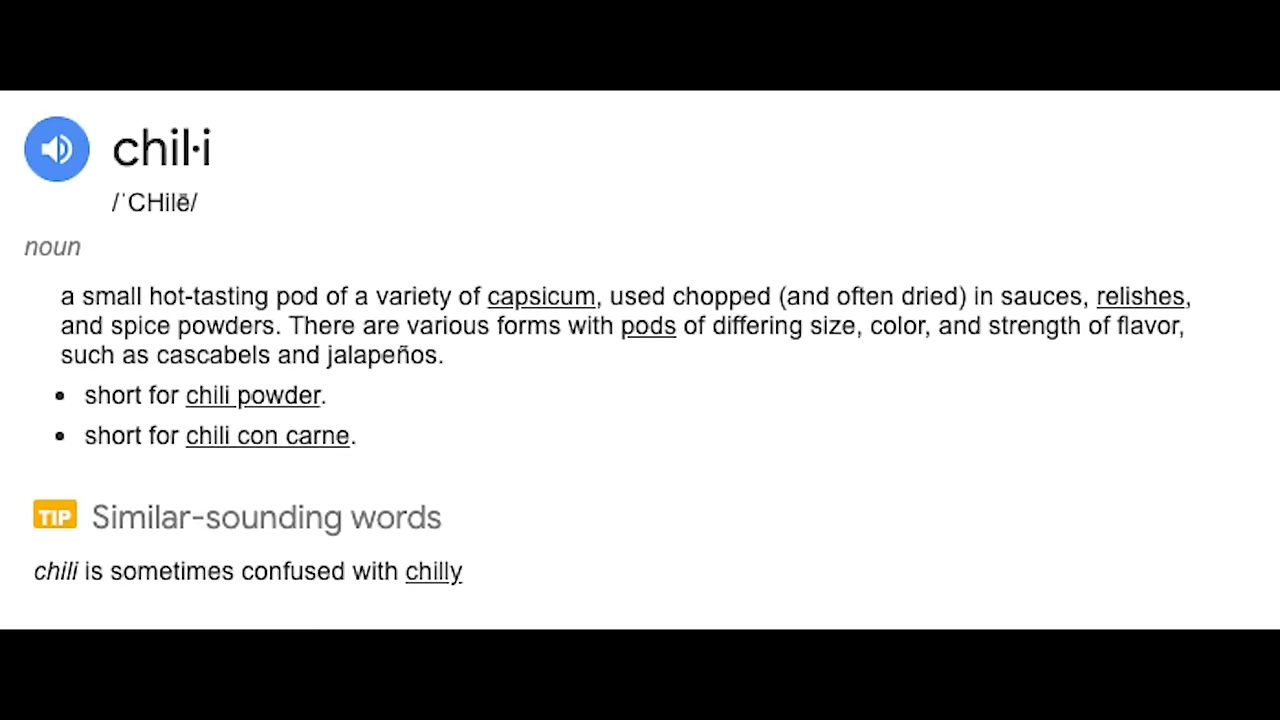 chil·i
/ˈCHilē/
noun
a small hot-tasting pod of a variety of capsicum, used chopped (and often dried) in sauces, relishes,
and spice powders. There are various forms with pods of differing size, color, and strength of flavor,
such as cascabels and jalapeños.
• short for chili powder.
• short for chili con carne.
TIP Similar-sounding words
chili is sometimes confused with chilly